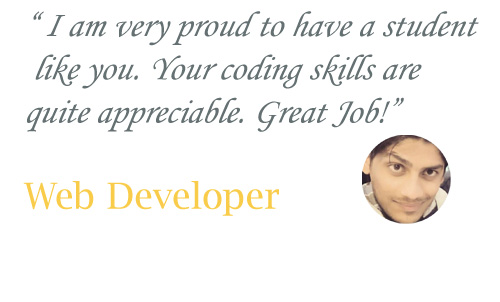 “ I am very proud to have a student
like you. Your coding skills are
quite appreciable. Great Job!”
Web Developer